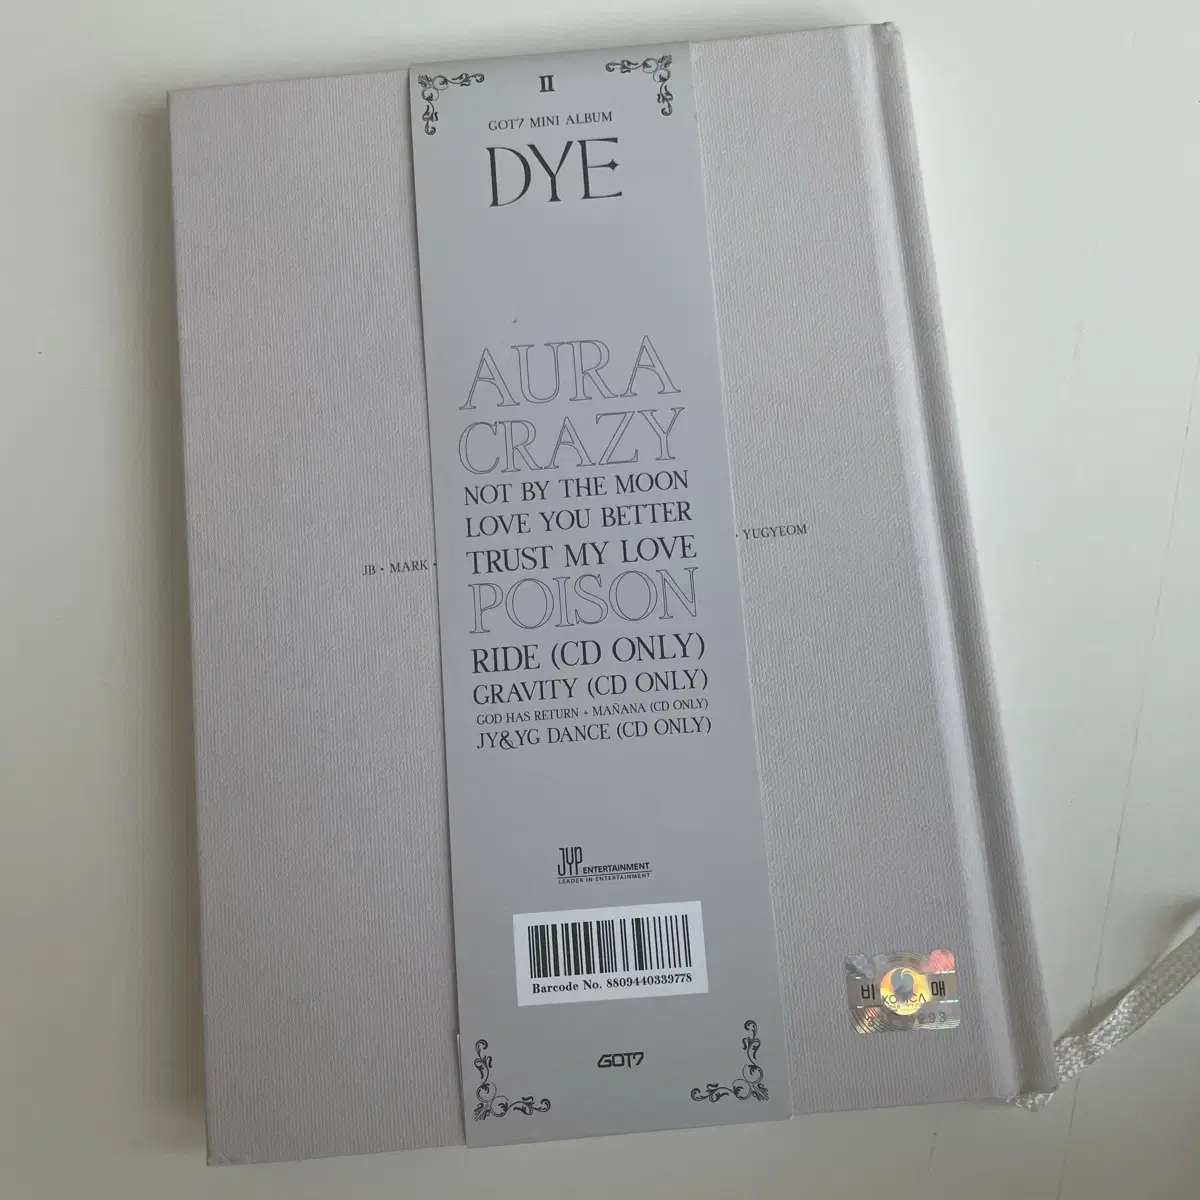 II
GOT7 MINI ALBUM
DYE
AURA
CRAZY
NOT BY THE MOON
LOVE YOU BETTER
TRUST MY LOVE
POISON
RIDE (CD ONLY)
GRAVITY (CD ONLY)
GOD HAS RETURN + MAÑANA (CD ONLY)
JY&YG DANCE (CD ONLY)
JB · MARK ·
· YUGYEOM
JYP ENTERTAINMENT
LEADER IN ENTERTAINMENT
Barcode No. 8809440339778
비 매
KOMCA
GOT7